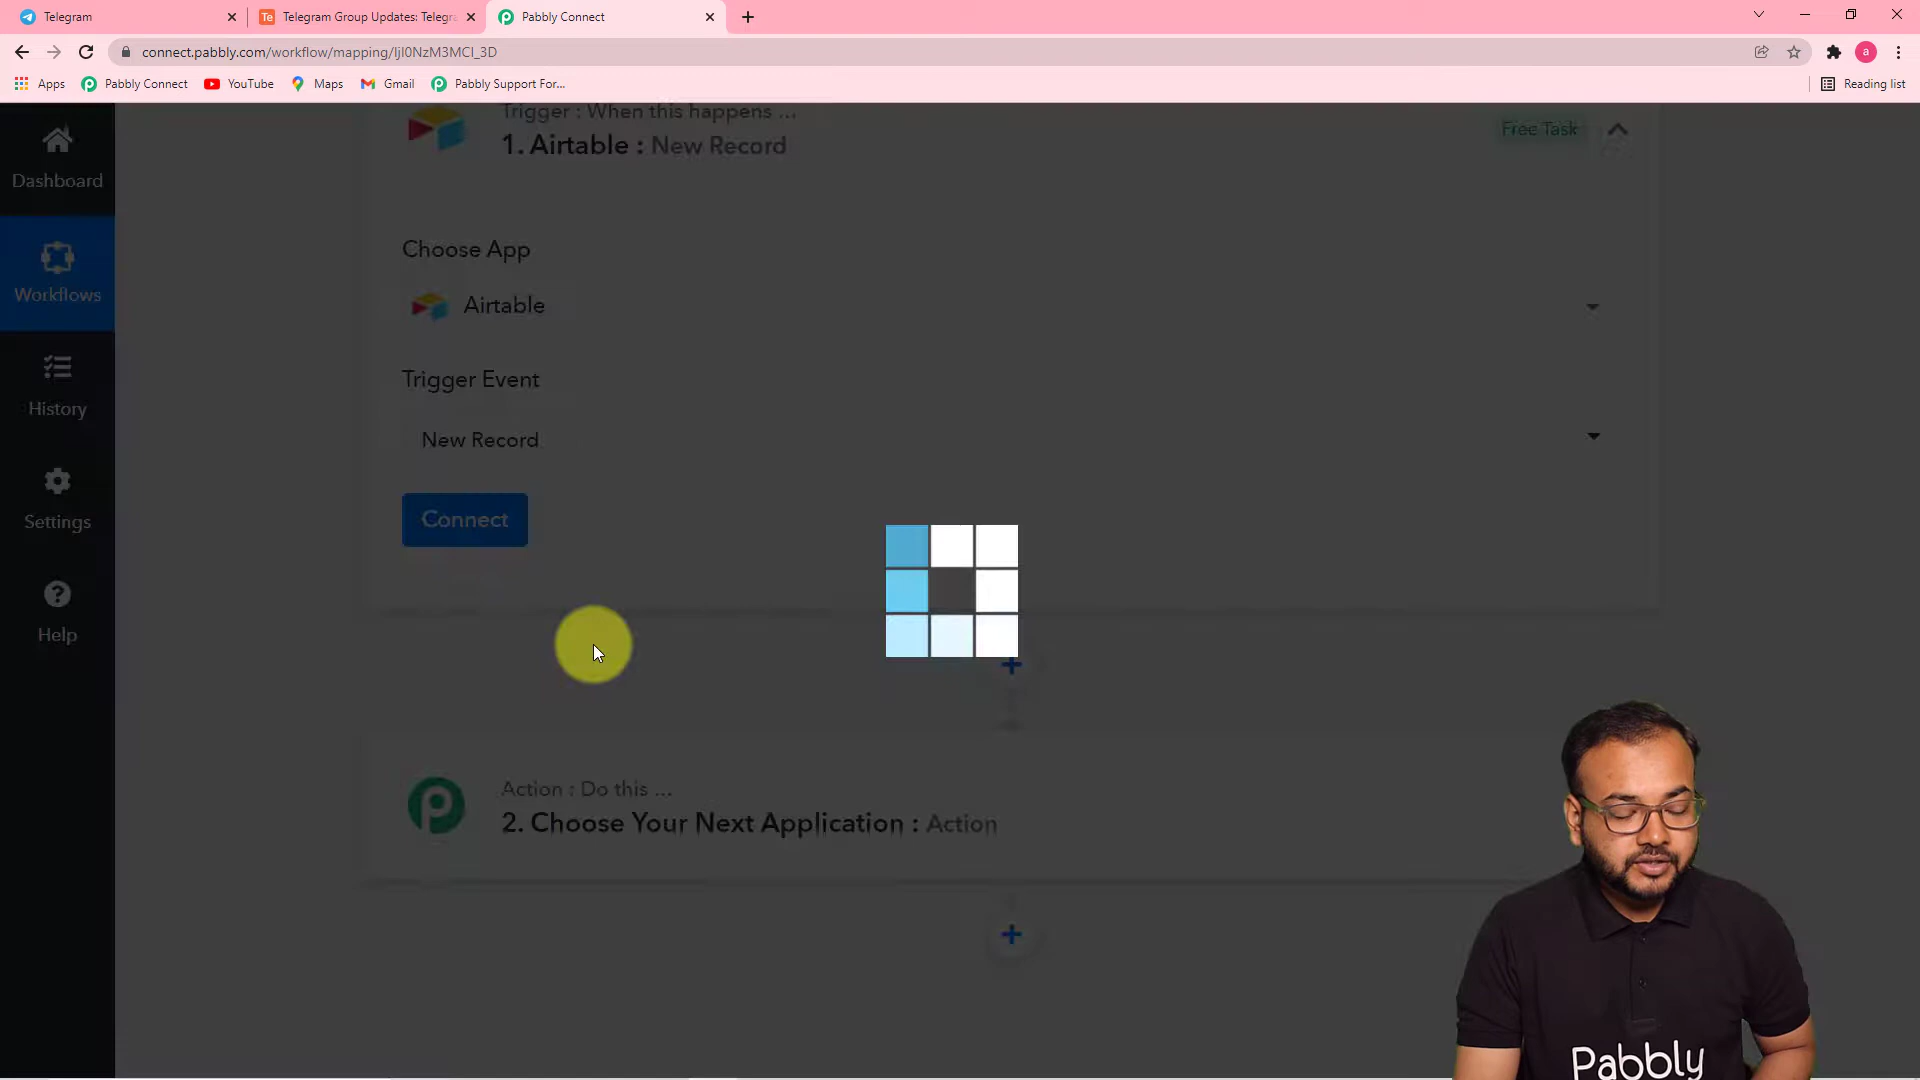 Telegram
Telegram Group Updates: Telegra
Pabbly Connect
connect.pabbly.com/workflow/mapping/IjI0NzM3MCI_3D
a
Apps
Pabbly Connect
YouTube
Maps
Gmail
Pabbly Support For...
Reading list
Dashboard
Workflows
History
Settings
Help
Trigger : When this happens ...
1. Airtable : New Record
Free Task
Choose App
Airtable
Trigger Event
New Record
Connect
Action : Do this ...
2. Choose Your Next Application : Action
Pabbly